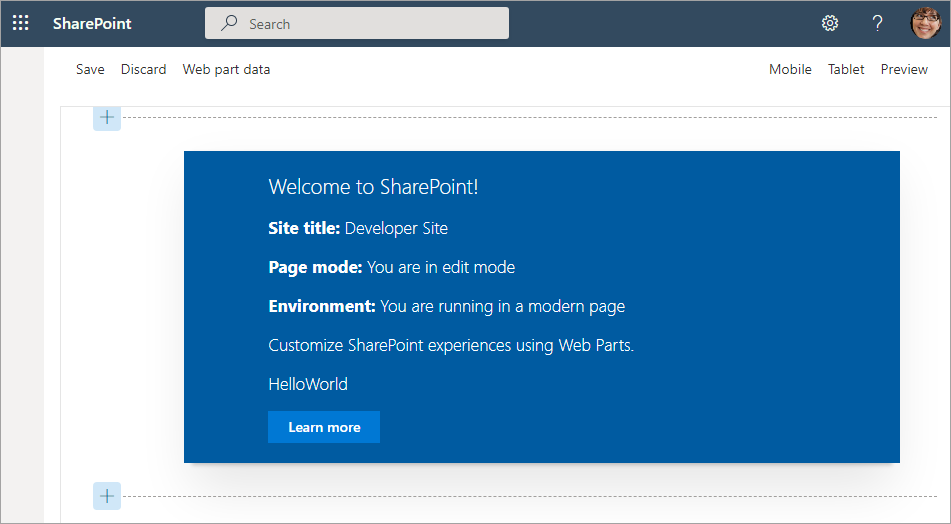 SharePoint
Search
?
Save Discard Web part data
Mobile Tablet Preview
Welcome to SharePoint!
Site title: Developer Site
Page mode: You are in edit mode
Environment: You are running in a modern page
Customize SharePoint experiences using Web Parts.
HelloWorld
Learn more